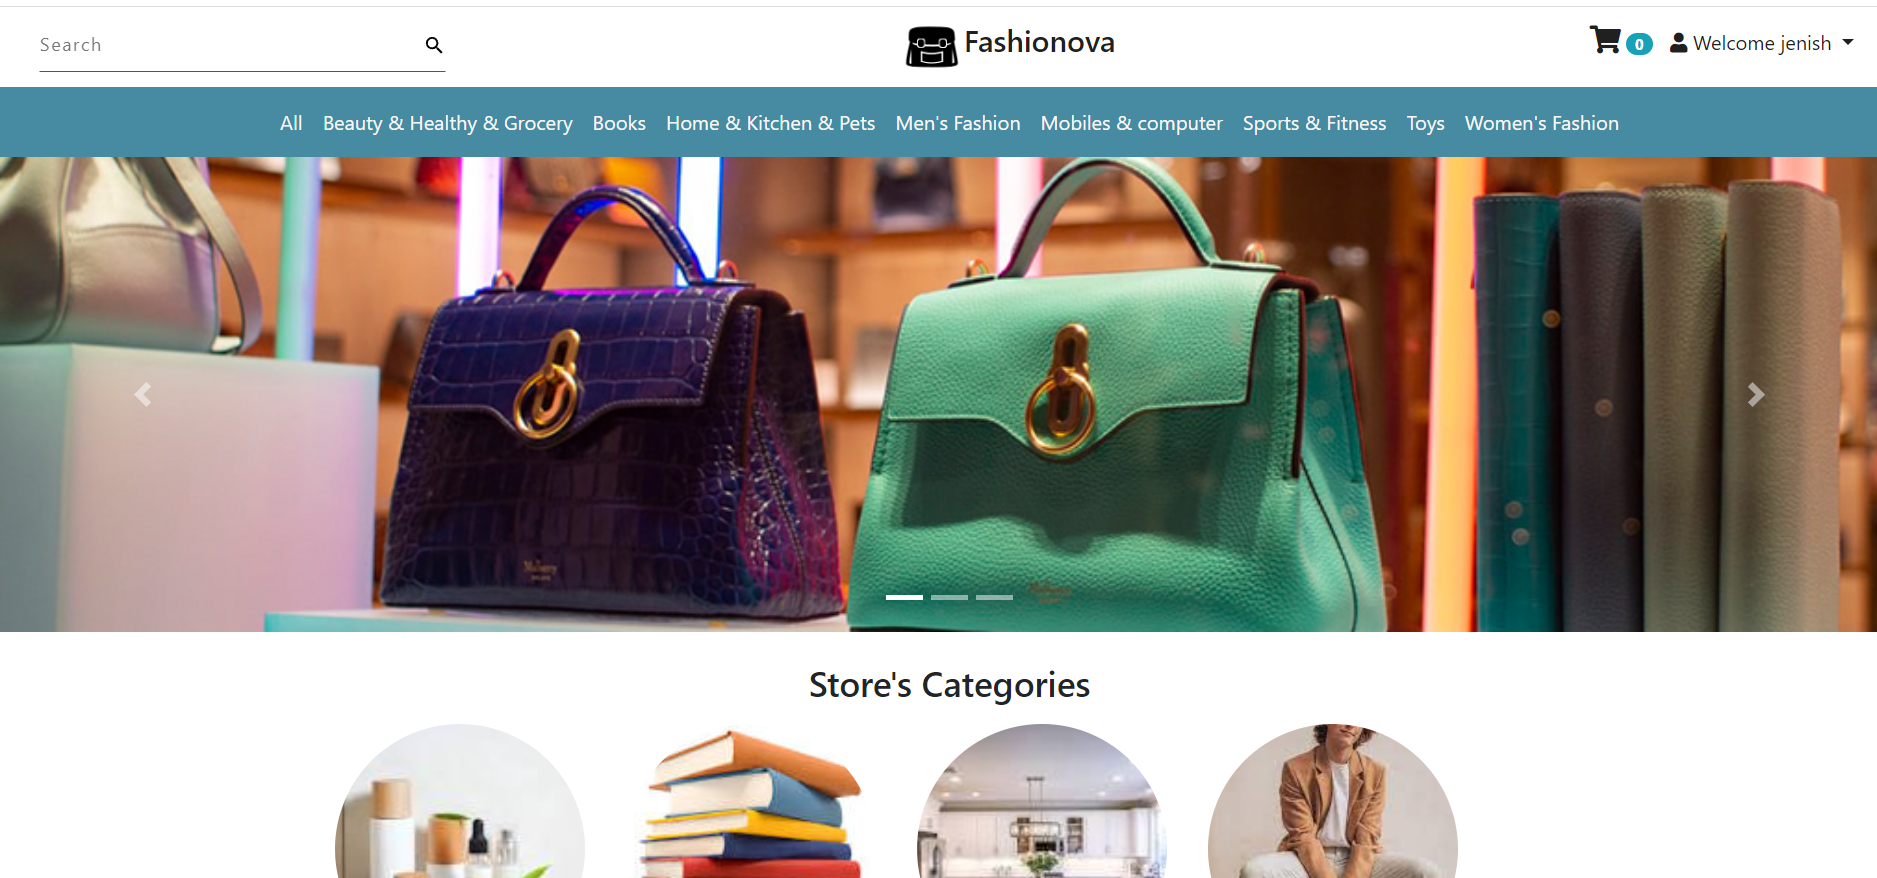 Search
Fashionova
0
Welcome jenish
All Beauty & Healthy & Grocery Books Home & Kitchen & Pets Men's Fashion Mobiles & computer Sports & Fitness Toys Women's Fashion
Store's Categories